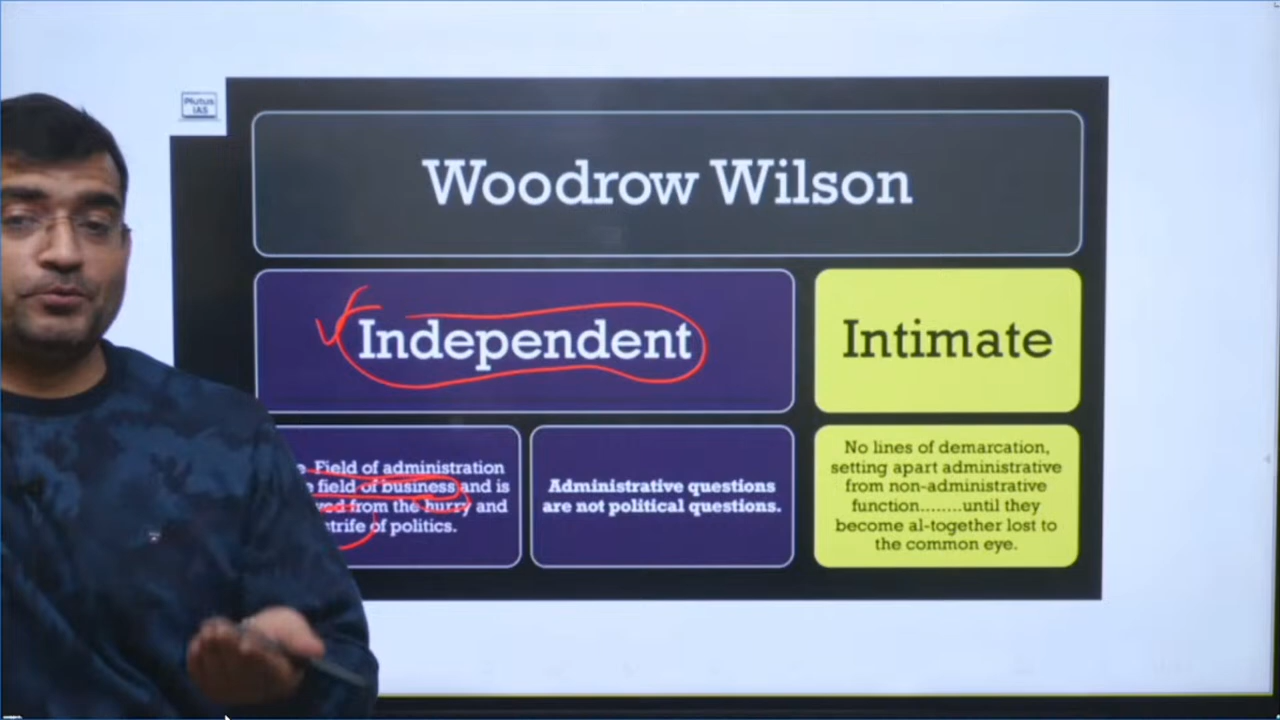 Plutus
IAS
Woodrow Wilson
Independent
Intimate
Field of administration
field of business and is
from the hurry and
of politics.
Administrative questions
are not political questions.
No lines of demarcation,
setting apart administrative
from non-administrative
function........until they
become al-together lost to
the common eye.